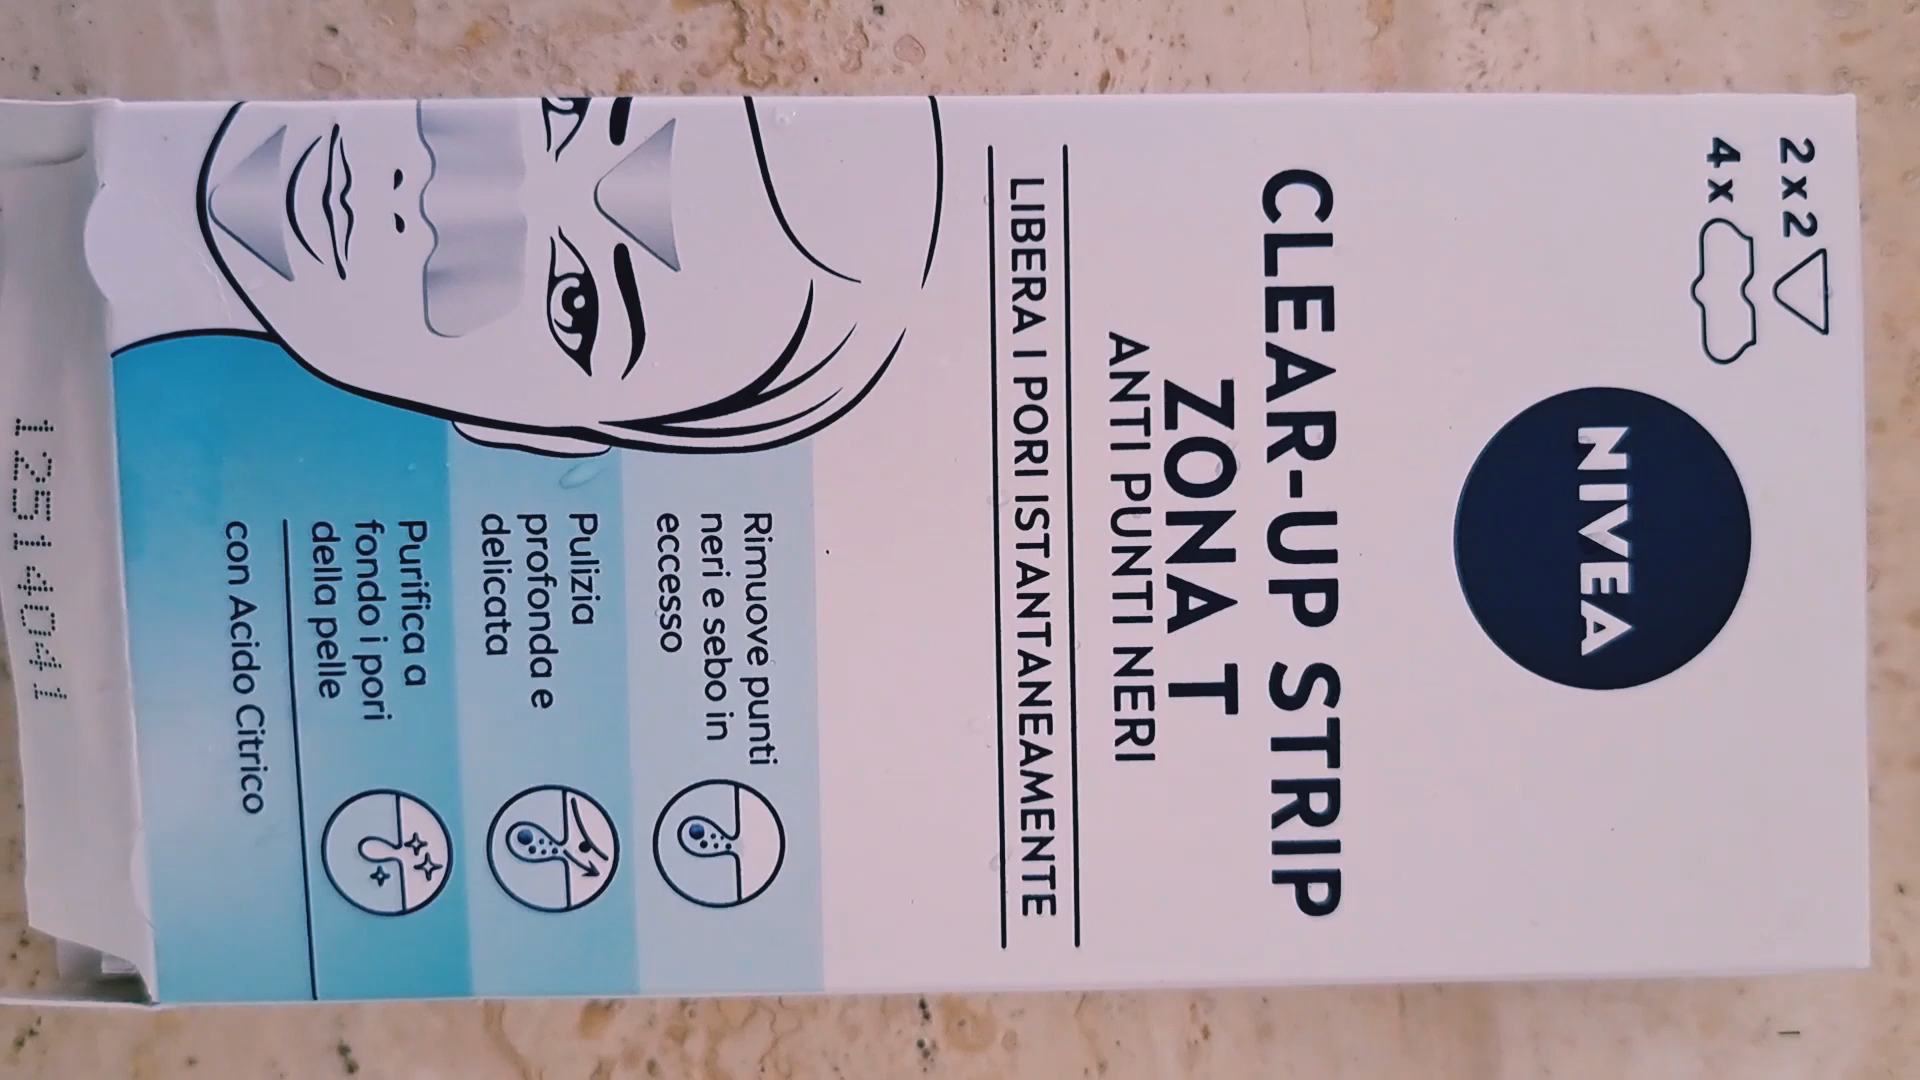 2 x 2
4 x
NIVEA
CLEAR-UP STRIP
ZONA T
ANTI PUNTI NERI
LIBERA I PORI ISTANTANEAMENTE
Rimuove punti
neri e sebo in
eccesso
Pulizia
profonda e
delicata
Purifica a
fondo i pori
della pelle
con Acido Citrico
12514041